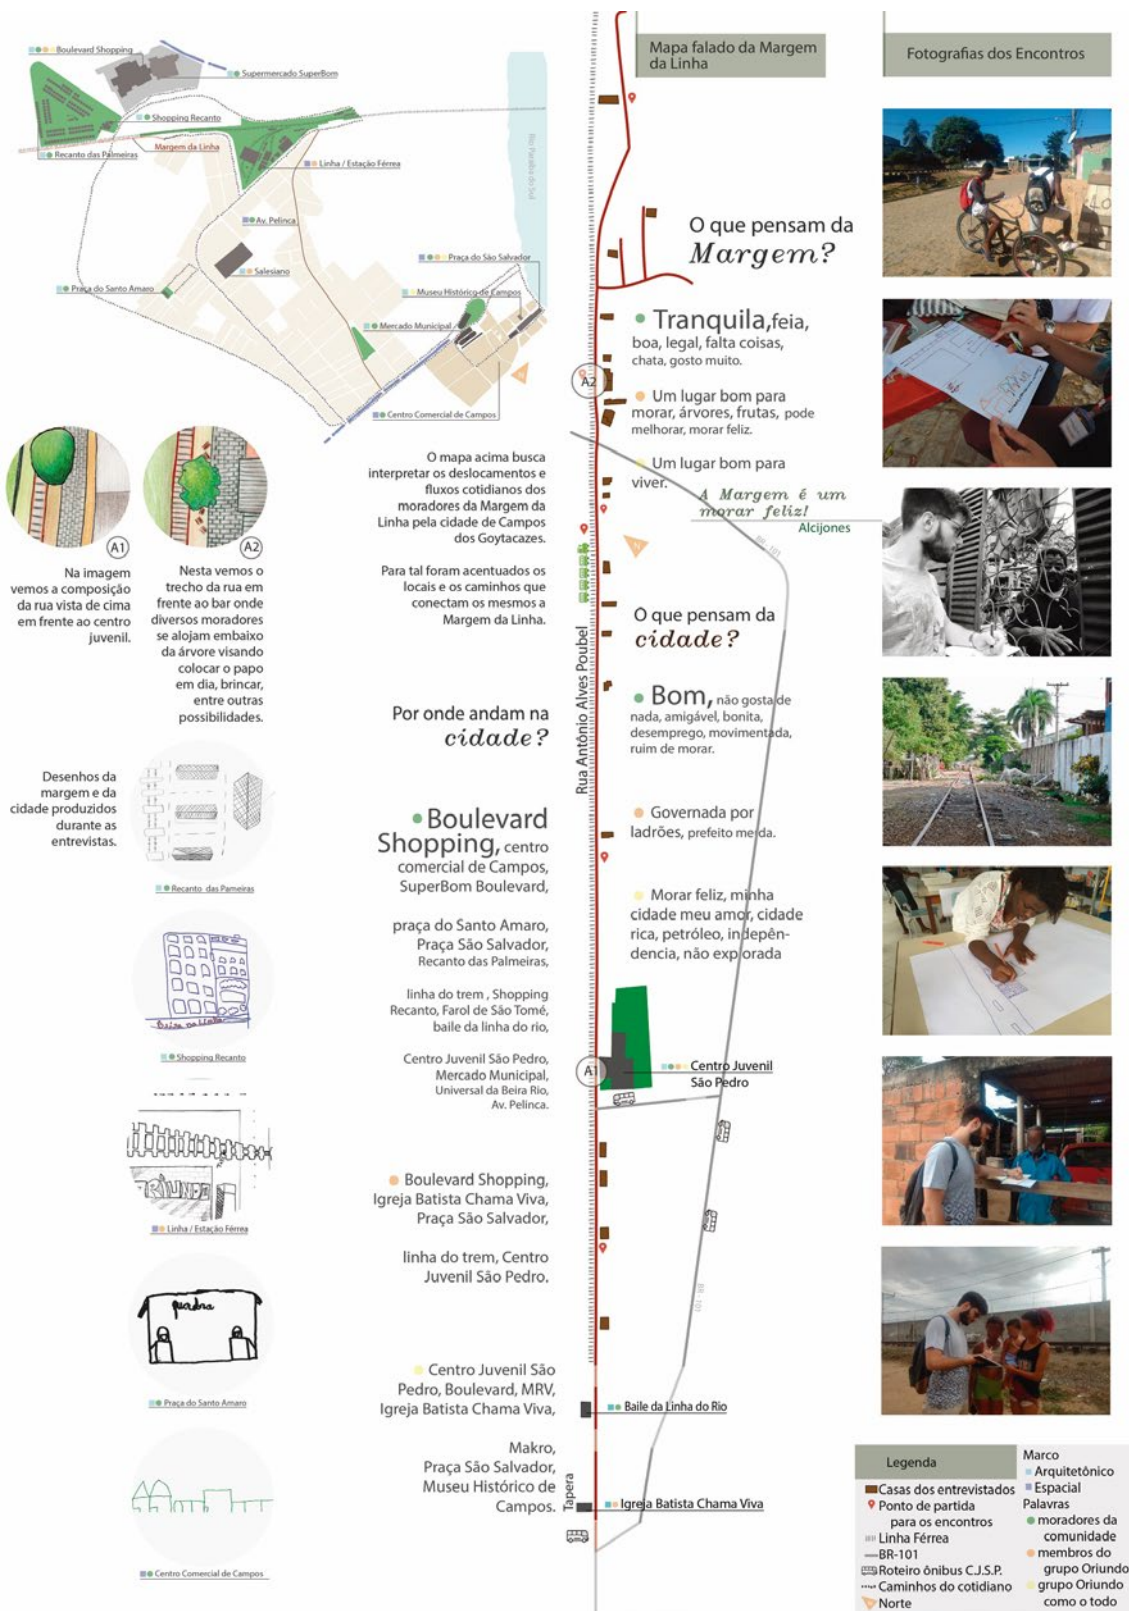 Boulevard Shopping
Supermercado SuperBom
Shopping Recanto
Recanto das Palmeiras
Margem da Linha
Linha / Estação Férrea
Rio Paraíba do Sul
Av. Pelinca
Salesiano
Praça do São Salvador
Praça do Santo Amaro
Museu Histórico de Campos
Mercado Municipal
N
Centro Comercial de Campos
A1
A2
Na imagem
vemos a composição
da rua vista de cima
em frente ao centro
juvenil.
Nesta vemos o
trecho da rua em
frente ao bar onde
diversos moradores
se alojam embaixo
da árvore visando
colocar o papo
em dia, brincar,
entre outras
possibilidades.
O mapa acima busca
interpretar os deslocamentos e
fluxos cotidianos dos
moradores da Margem da
Linha pela cidade de Campos
dos Goytacazes.
Para tal foram acentuados os
locais e os caminhos que
conectam os mesmos a
Margem da Linha.
Desenhos da
margem e da
cidade produzidos
durante as
entrevistas.
Recanto das Pameiras
Beira na Linha
Shopping Recanto
ORIUNDO
Linha / Estação Férrea
quadra
Praça do Santo Amaro
Centro Comercial de Campos
Por onde andam na
cidade?
Boulevard
Shopping, centro
comercial de Campos,
SuperBom Boulevard,
praça do Santo Amaro,
Praça São Salvador,
Recanto das Palmeiras,
linha do trem , Shopping
Recanto, Farol de São Tomé,
baile da linha do rio,
Centro Juvenil São Pedro,
Mercado Municipal,
Universal da Beira Rio,
Av. Pelinca.
Boulevard Shopping,
Igreja Batista Chama Viva,
Praça São Salvador,
linha do trem, Centro
Juvenil São Pedro.
Centro Juvenil São
Pedro, Boulevard, MRV,
Igreja Batista Chama Viva,
Makro,
Praça São Salvador,
Museu Histórico de
Campos.
Mapa falado da Margem
da Linha
O que pensam da
Margem?
Tranquila, feia,
boa, legal, falta coisas,
chata, gosto muito.
A2
Um lugar bom para
morar, árvores, frutas, pode
melhorar, morar feliz.
Um lugar bom para
viver.
A Margem é um
morar feliz!
Alcijones
BR-101
N
Rua Antônio Alves Poubel
O que pensam da
cidade?
Bom, não gosta de
nada, amigável, bonita,
desemprego, movimentada,
ruim de morar.
Governada por
ladrões, prefeito merda.
Morar feliz, minha
cidade meu amor, cidade
rica, petróleo, indepên-
dencia, não explorada
A1
Centro Juvenil
São Pedro
BR-101
Baile da Linha do Rio
Tapera
Igreja Batista Chama Viva
Fotografias dos Encontros
Legenda
Casas dos entrevistados
Ponto de partida
para os encontros
Linha Férrea
BR-101
Roteiro ônibus C.J.S.P.
Caminhos do cotidiano
N
Norte
Marco
Arquitetônico
Espacial
Palavras
moradores da
comunidade
membros do
grupo Oriundo
grupo Oriundo
como o todo